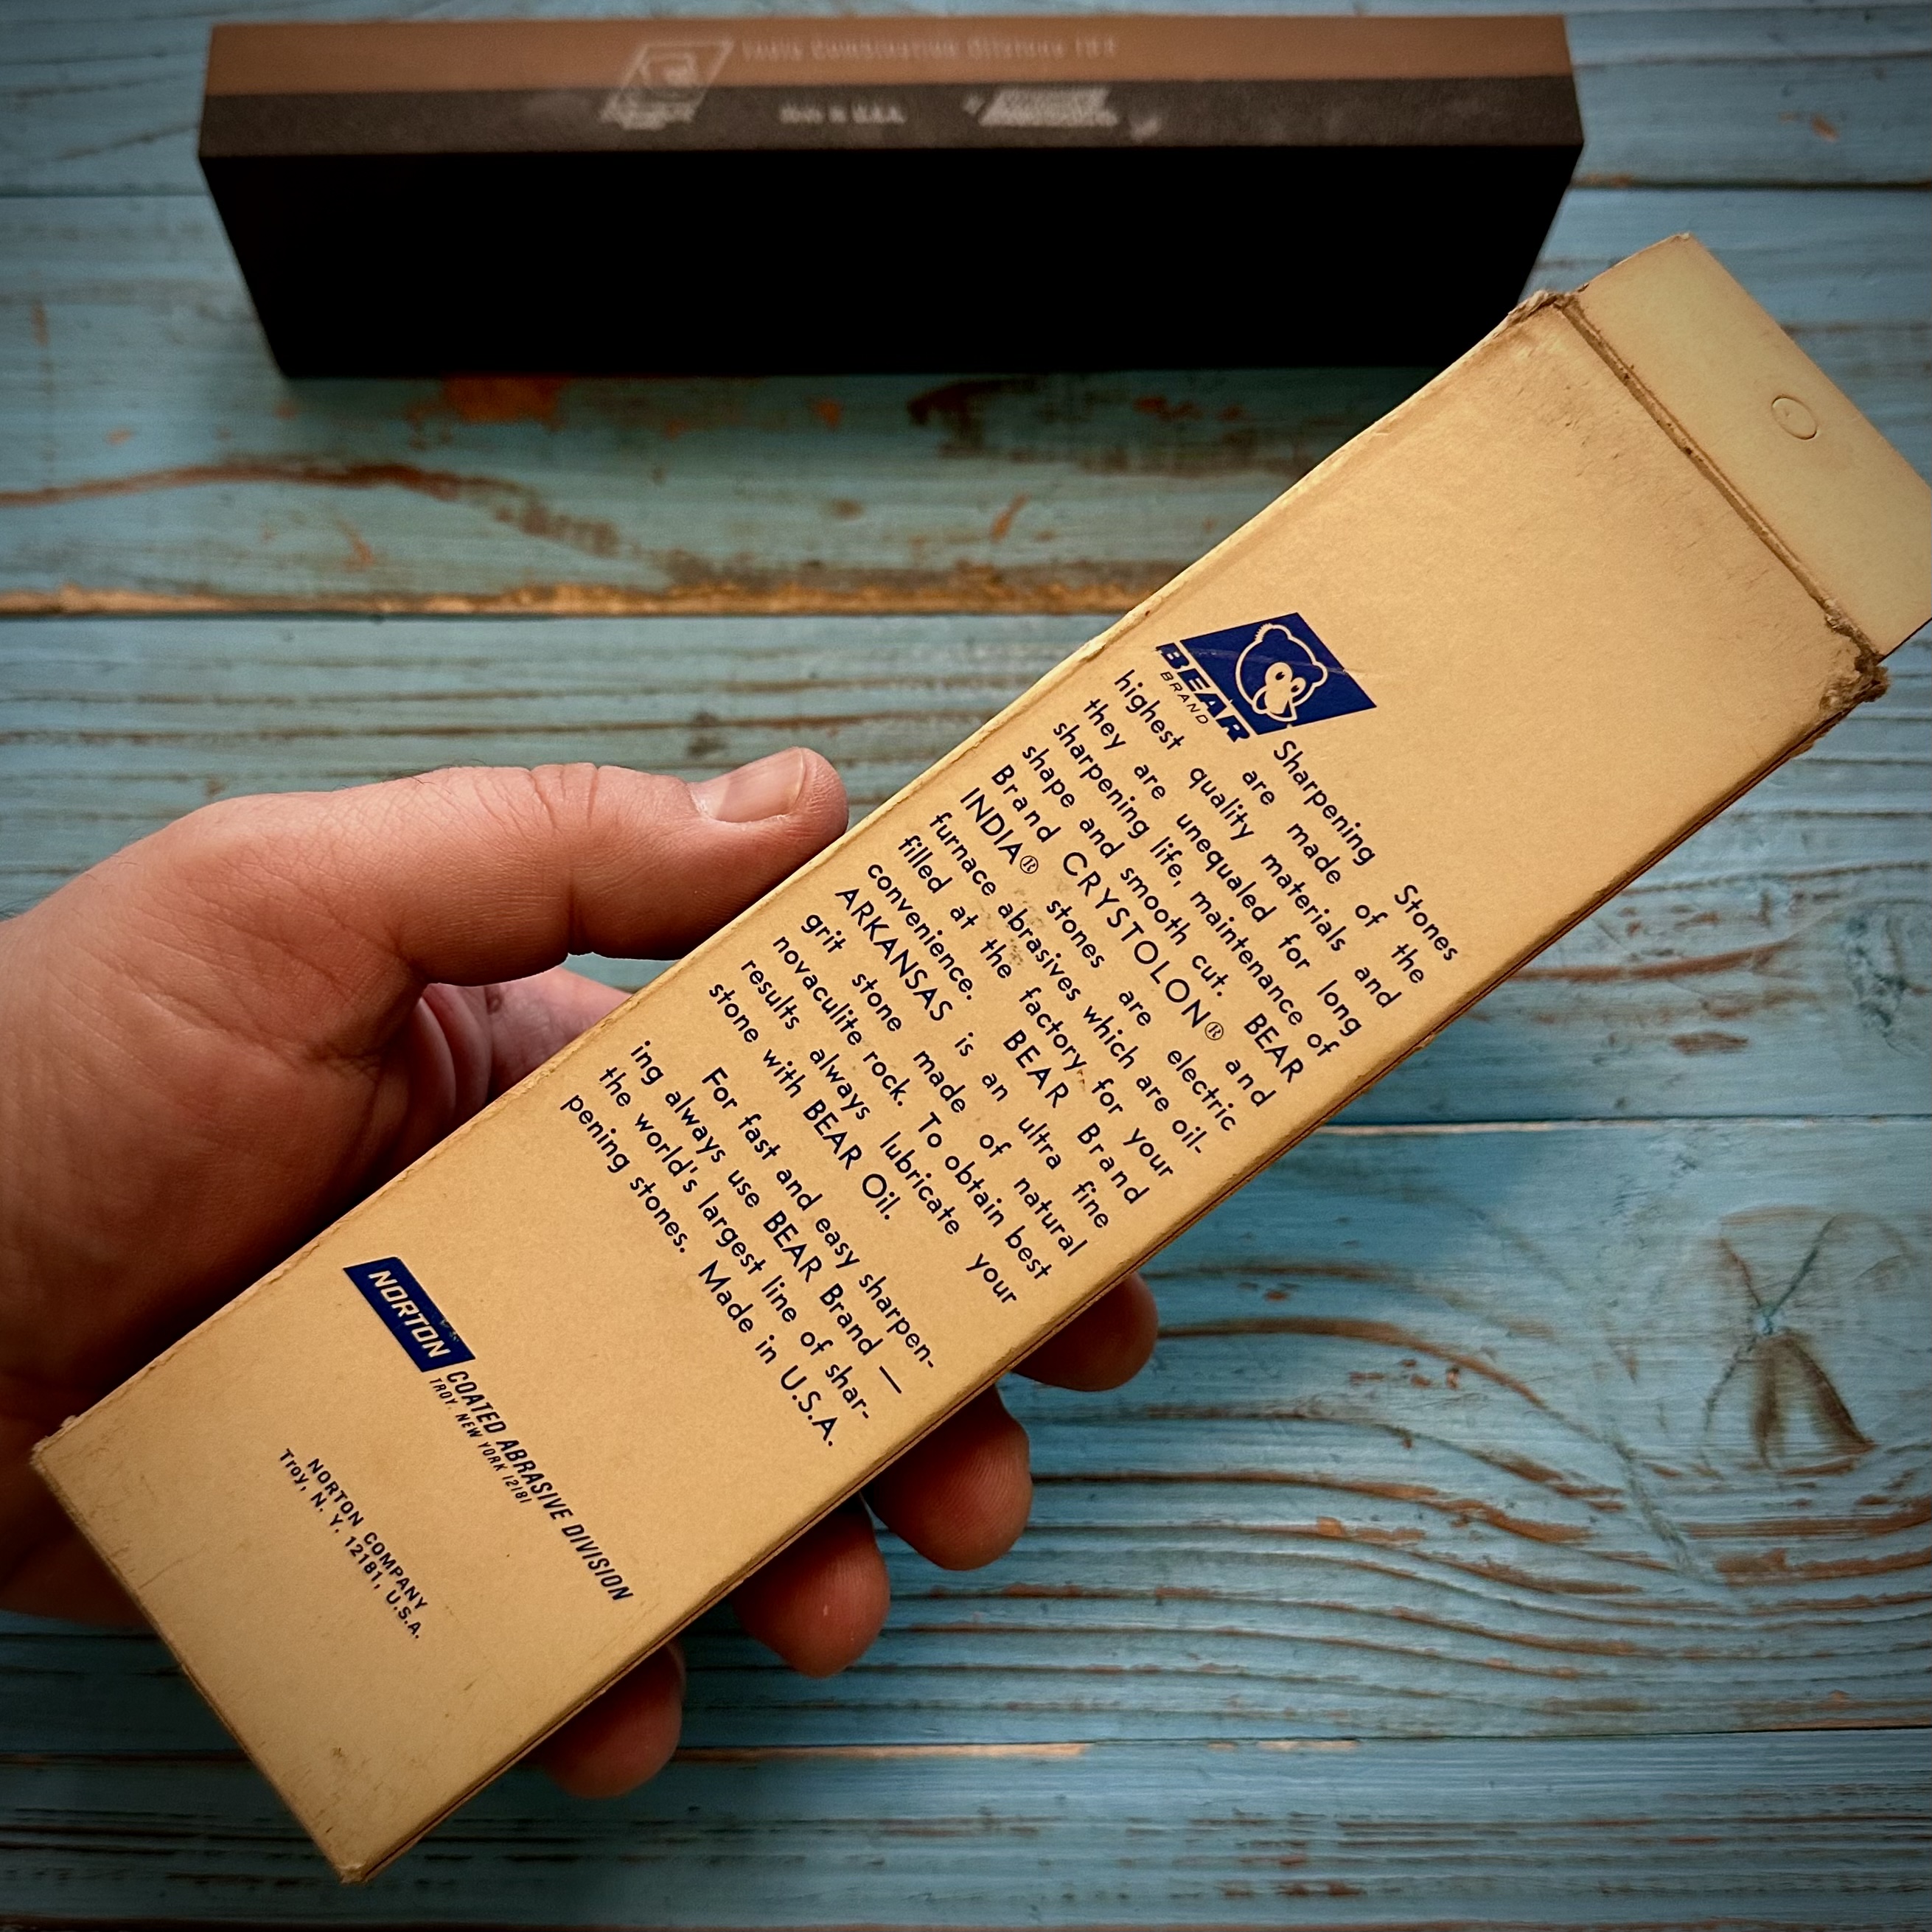 Made in U.S.A.
BEAR
BRAND
Sharpening Stones
are made of the
highest quality materials and
they are unequaled for long
sharpening life, maintenance of
shape and smooth cut. BEAR
Brand CRYSTOLON® and
INDIA® stones are electric
furnace abrasives which are oil-
filled at the factory for your
convenience. BEAR Brand
ARKANSAS is an ultra fine
grit stone made of natural
novaculite rock. To obtain best
results always lubricate your
stone with BEAR Oil.
For fast and easy sharpen-
ing always use BEAR Brand —
the world's largest line of shar-
pening stones. Made in U.S.A.
NORTON
COATED ABRASIVE DIVISION
TROY, NEW YORK 12181
NORTON COMPANY
Troy, N. Y. 12181, U.S.A.